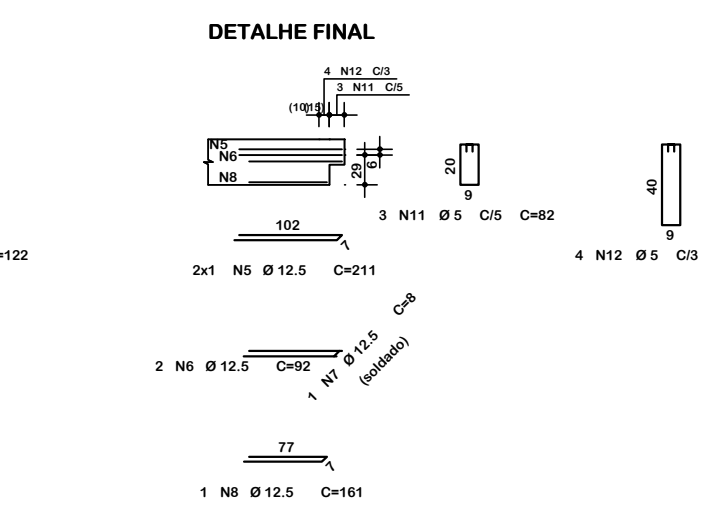 DETALHE FINAL
4 N12 C/3
3 N11 C/5
(10)
N5
N6
N8
29
6
20
9
3 N11 Ø 5 C/5 C=82
40
9
4 N12 Ø 5 C/3
=122
102
7
2x1 N5 Ø 12.5 C=211
2 N6 Ø 12.5 C=92
1 N7 Ø 12.5 C=8
(soldado)
77
7
1 N8 Ø 12.5 C=161